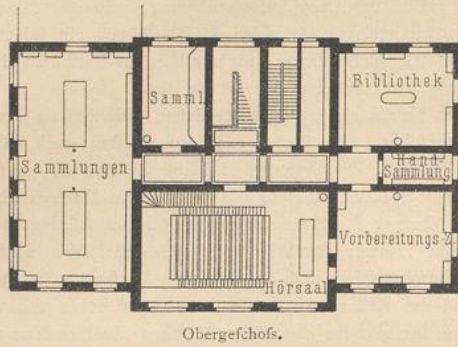 Samml.
Bibliothek
Sammlungen
Hand-
Sammlung
Vorbereitungs-Z.
Hörsaal
Obergeſchoſs.